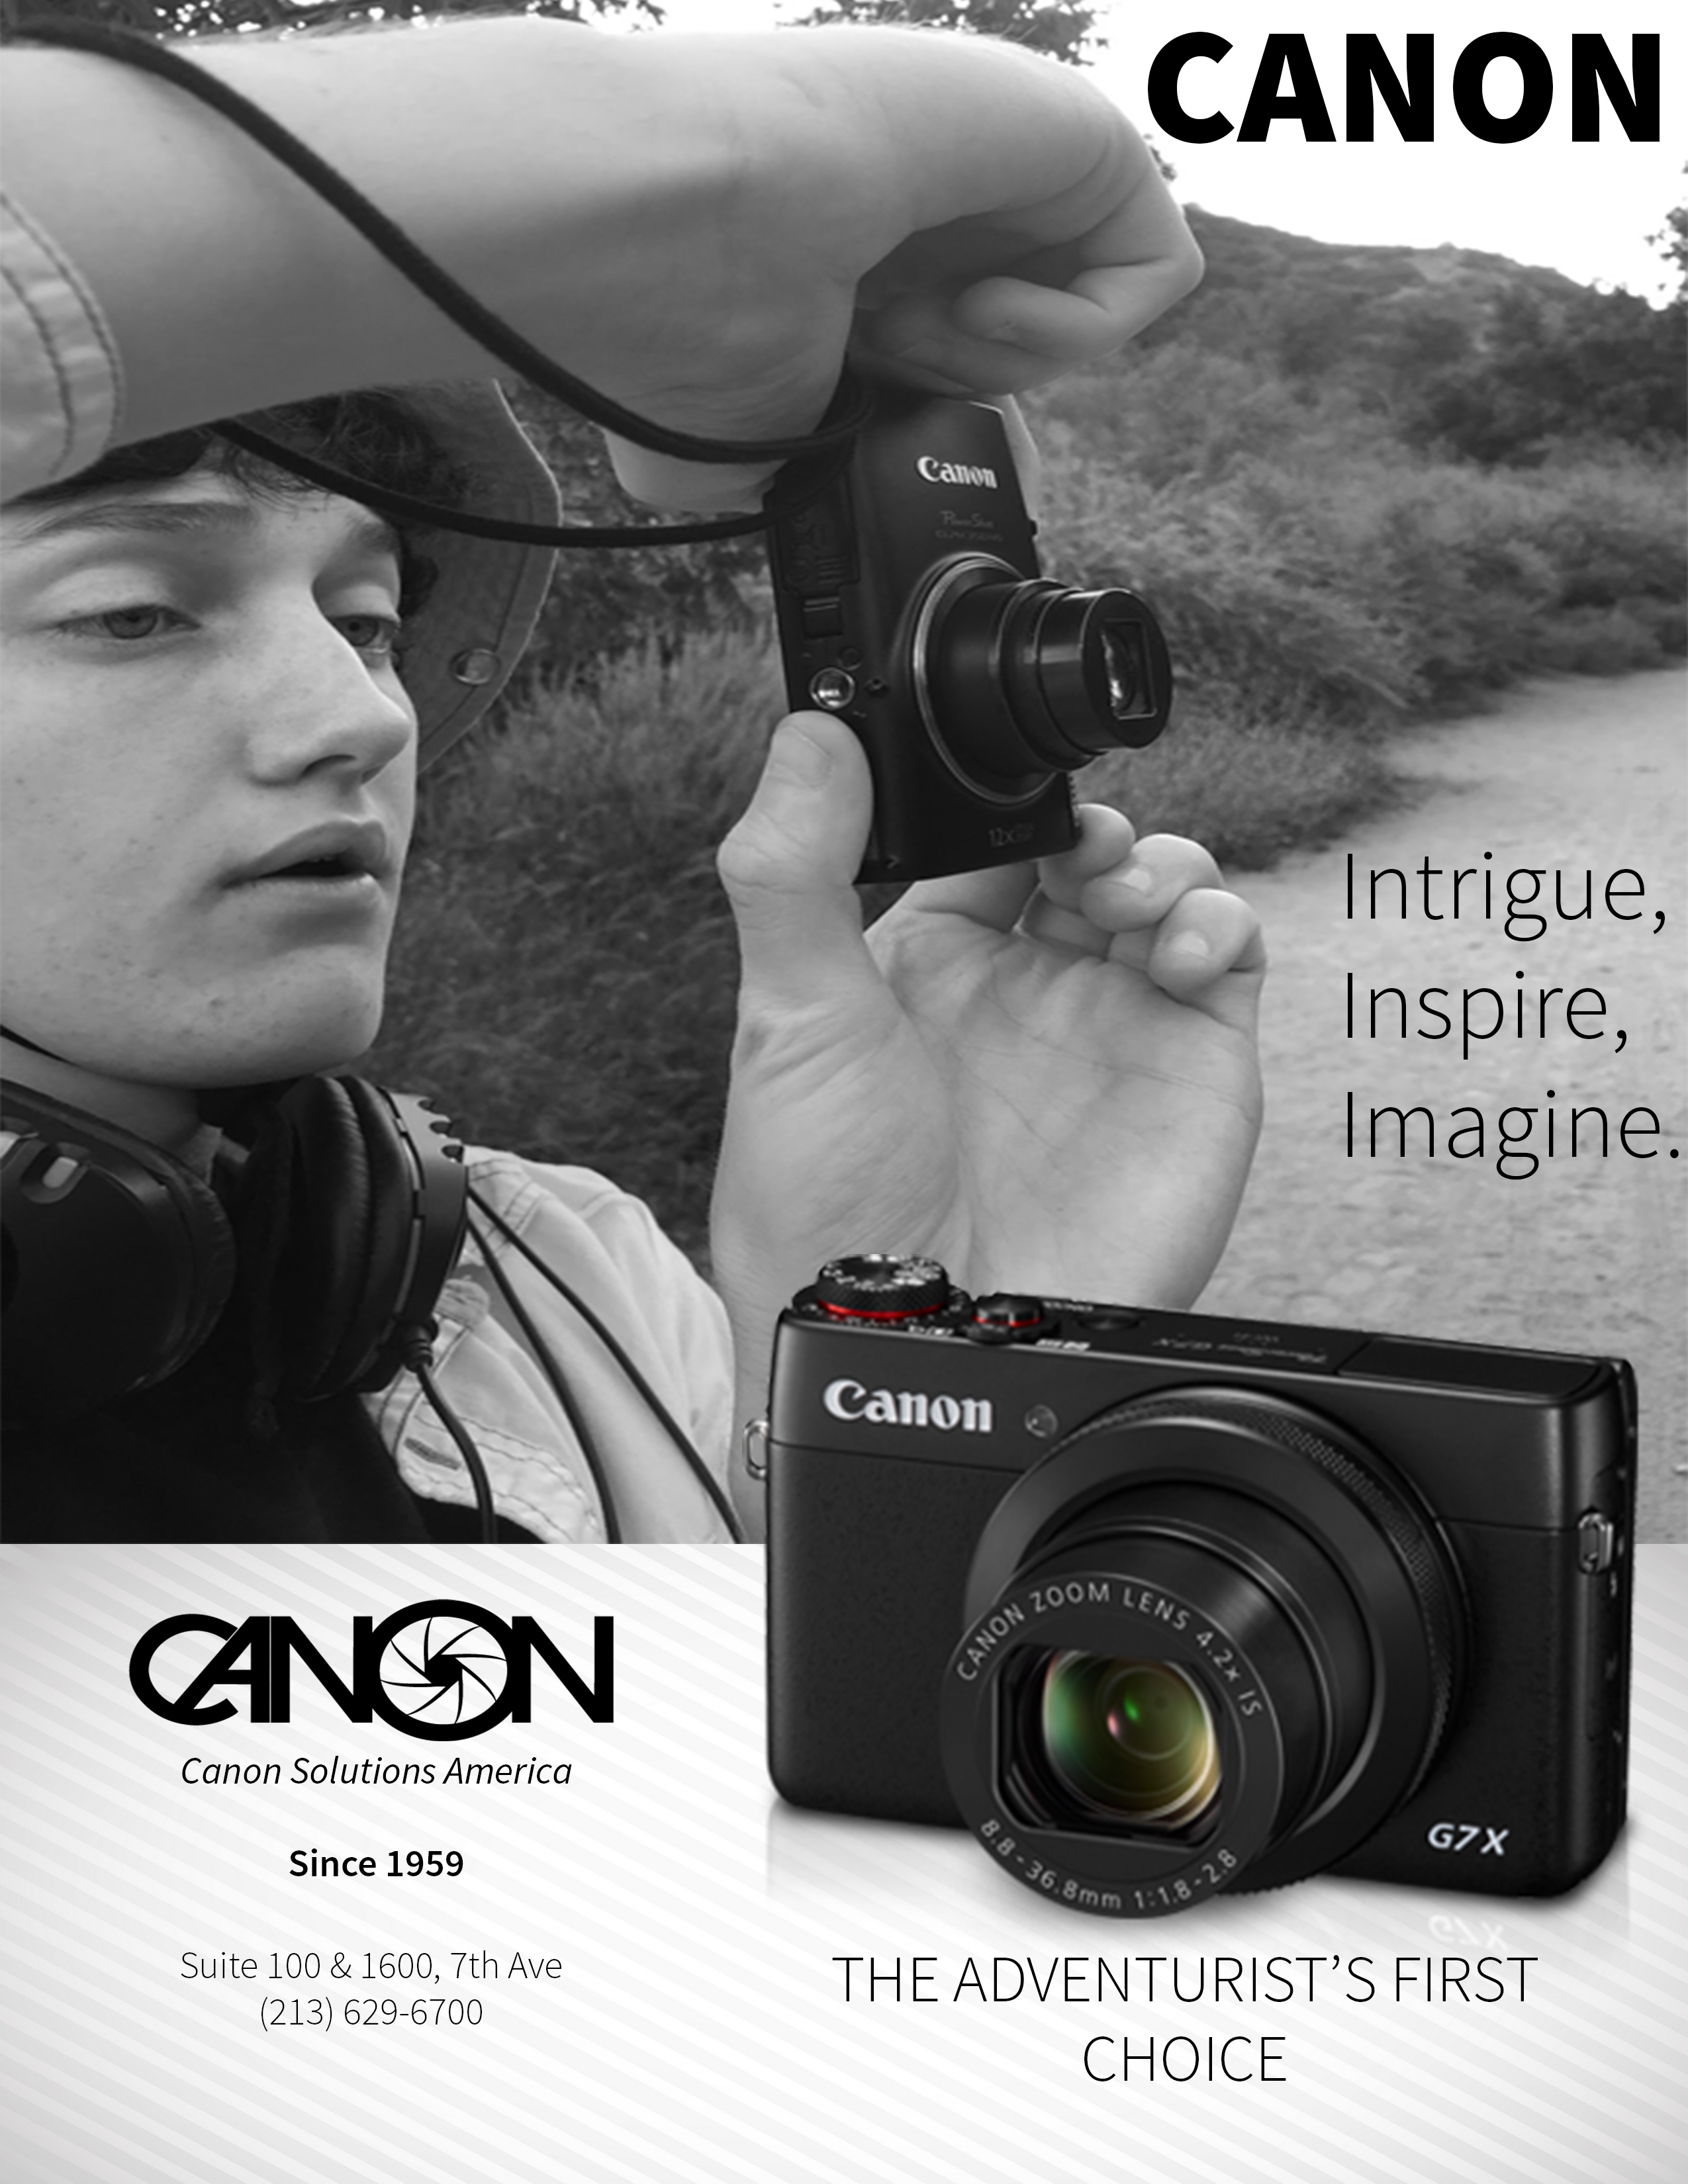 CANON
Canon
12x
Intrigue,
Inspire,
Imagine.
Canon
CANON ZOOM LENS 4.2x IS
8.8 - 36.8mm 1:1.8 - 2.8
G7X
CANON
Canon Solutions America
Since 1959
Suite 100 & 1600, 7th Ave
(213) 629-6700
THE ADVENTURIST’S FIRST
CHOICE